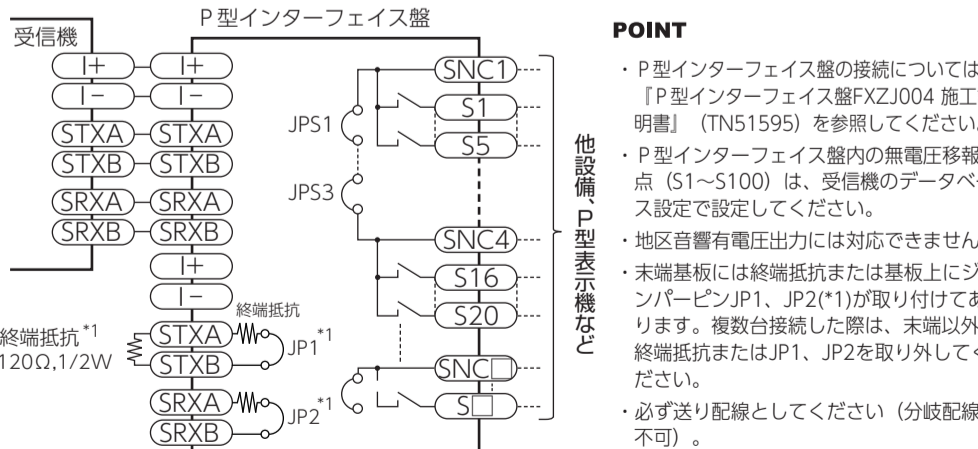 受信機
P型インターフェイス盤
I+
I+
I−
I−
STXA
STXA
STXB
STXB
SRXA
SRXA
SRXB
SRXB
I+
I−
終端抵抗
終端抵抗*1
120Ω,1/2W
STXA
STXB
JP1*1
SRXA
SRXB
JP2*1
JPS1
JPS3
SNC1
S1
S5
SNC4
S16
S20
SNC□
S□
他設備、P型表示機など
POINT
・P型インターフェイス盤の接続については
『P型インターフェイス盤FXZJ004 施工
明書』（TN51595）を参照してください
・P型インターフェイス盤内の無電圧移報
点（S1～S100）は、受信機のデータベ
ス設定で設定してください。
・地区音響有電圧出力には対応できません
・末端基板には終端抵抗または基板上にジ
ンパーピンJP1、JP2(*1)が取り付けてあ
ります。複数台接続した際は、末端以外
終端抵抗またはJP1、JP2を取り外してく
ださい。
・必ず送り配線としてください（分岐配線
不可）。